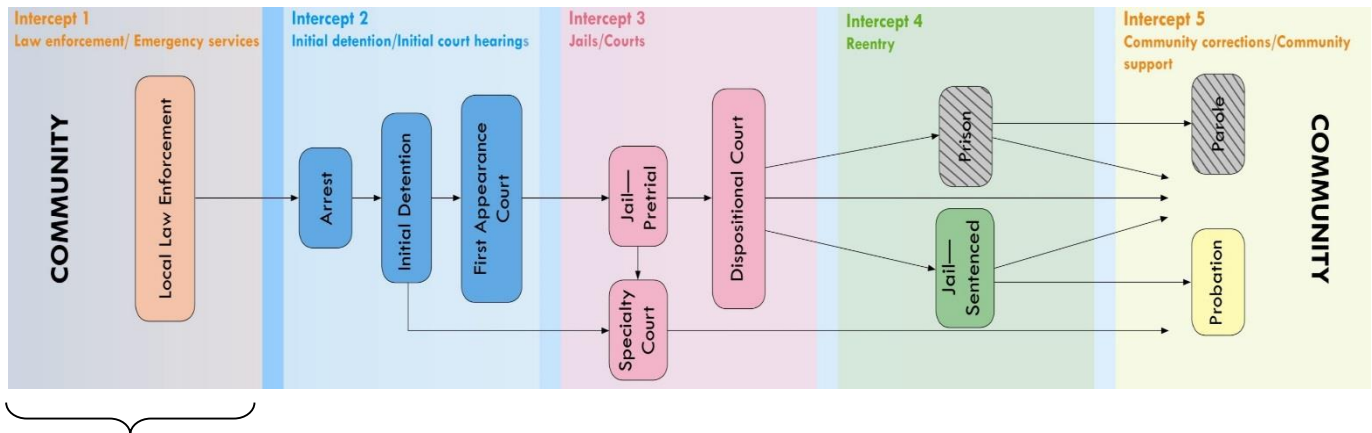 Intercept 1
Law enforcement/ Emergency services
Intercept 2
Initial detention/Initial court hearings
Intercept 3
Jails/Courts
Intercept 4
Reentry
Intercept 5
Community corrections/Community
support
COMMUNITY
Local Law Enforcement
Arrest
Initial Detention
First Appearance
Court
Jail—
Pretrial
Specialty
Court
Dispositional Court
Prison
Jail—
Sentenced
Parole
Probation
COMMUNITY